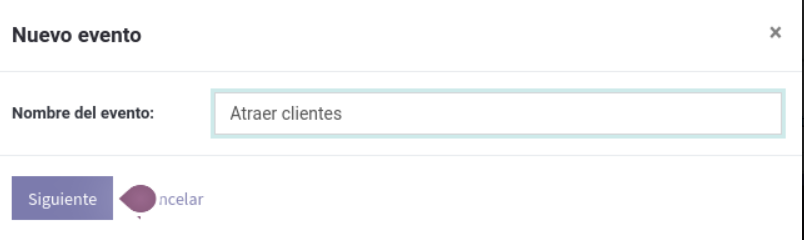 Nuevo evento
×
Nombre del evento: Atraer clientes
Siguiente ncelar